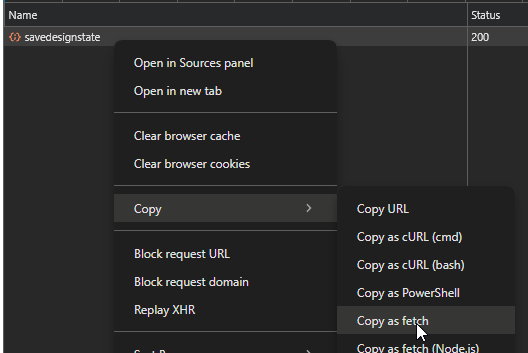 Name Status
savedesignstate 200
Open in Sources panel
Open in new tab
Clear browser cache
Clear browser cookies
Copy
Copy URL
Block request URL
Copy as cURL (cmd)
Block request domain
Copy as cURL (bash)
Replay XHR
Copy as PowerShell
Copy as fetch
Copy as fetch (Node.js)